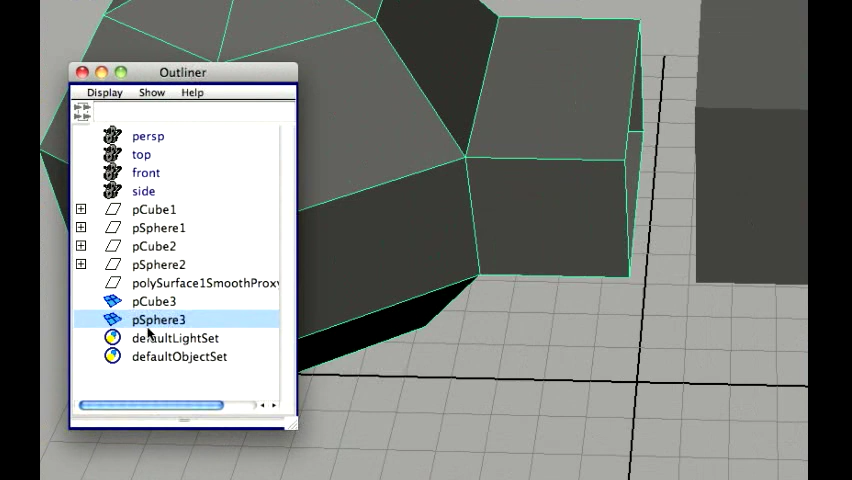 Outliner
Display Show Help
persp
top
front
side
pCube1
pSphere1
pCube2
pSphere2
polySurface1SmoothProxy
pCube3
pSphere3
defaultLightSet
defaultObjectSet